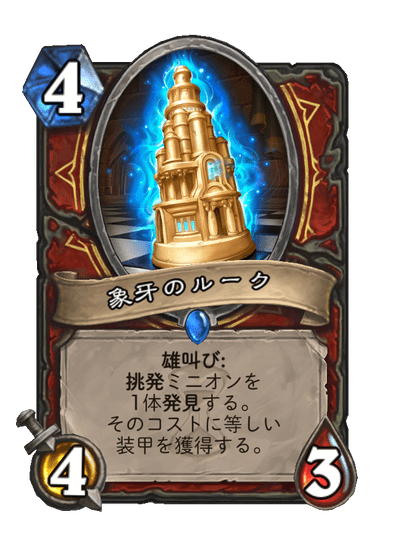 4
象牙のルーク
雄叫び:
挑発ミニオンを
1体発見する。
そのコストに等しい
装甲を獲得する。
4
3